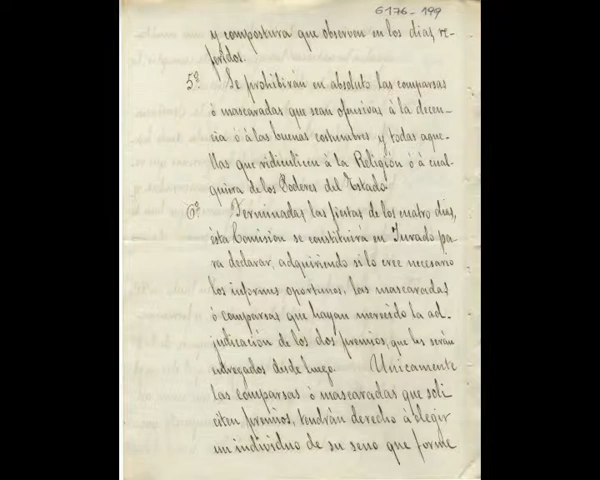 6176-199
y compostura que observen en los dias re-
feridos.
5º. Se prohibirán en absoluto las comparsas
ó mascaradas que sean ofensivas á la decen-
cia ó á las buenas costumbres y todas aque-
llas que ridiculicen á la Religión ó á cual-
quiera de los Poderes del Estado.
6º. Terminadas las fiestas de los cuatro dias,
esta Comision se constituirá en Jurado pa-
ra declarar, adquiriendo si lo cree necesario
los informes oportunos, las mascaradas
ó comparsas que hayan merecido la ad-
judicación de los dos premios, que les serán
entregados desde luego. Unicamente
las comparsas ó mascaradas que soli
citen premios, tendrán derecho á elegir
un individuo de su seno que forme